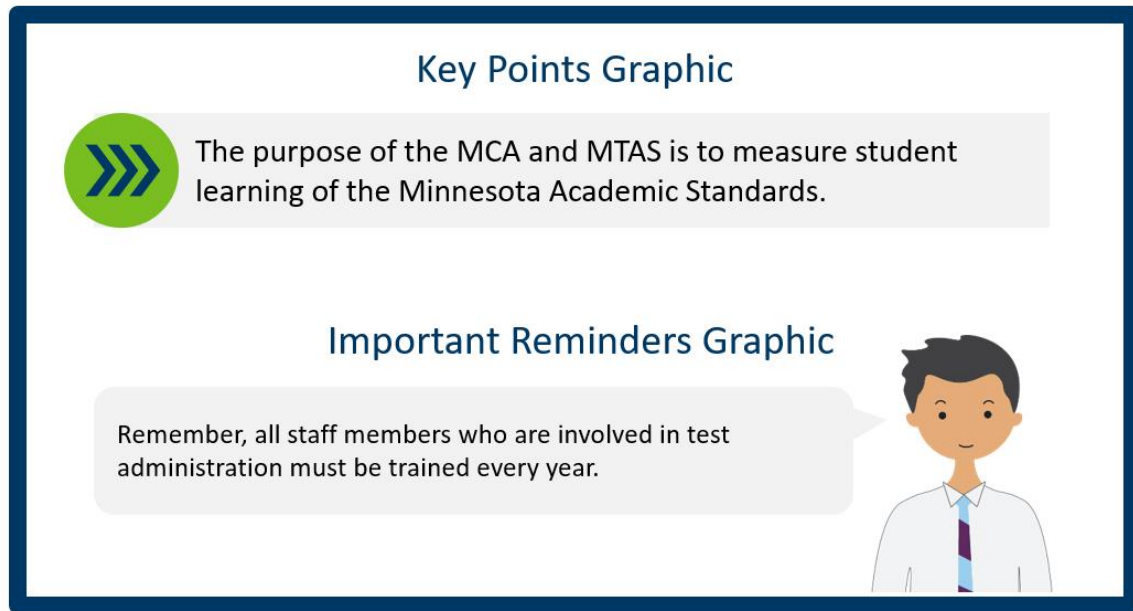 Key Points Graphic
The purpose of the MCA and MTAS is to measure student
learning of the Minnesota Academic Standards.
Important Reminders Graphic
Remember, all staff members who are involved in test
administration must be trained every year.